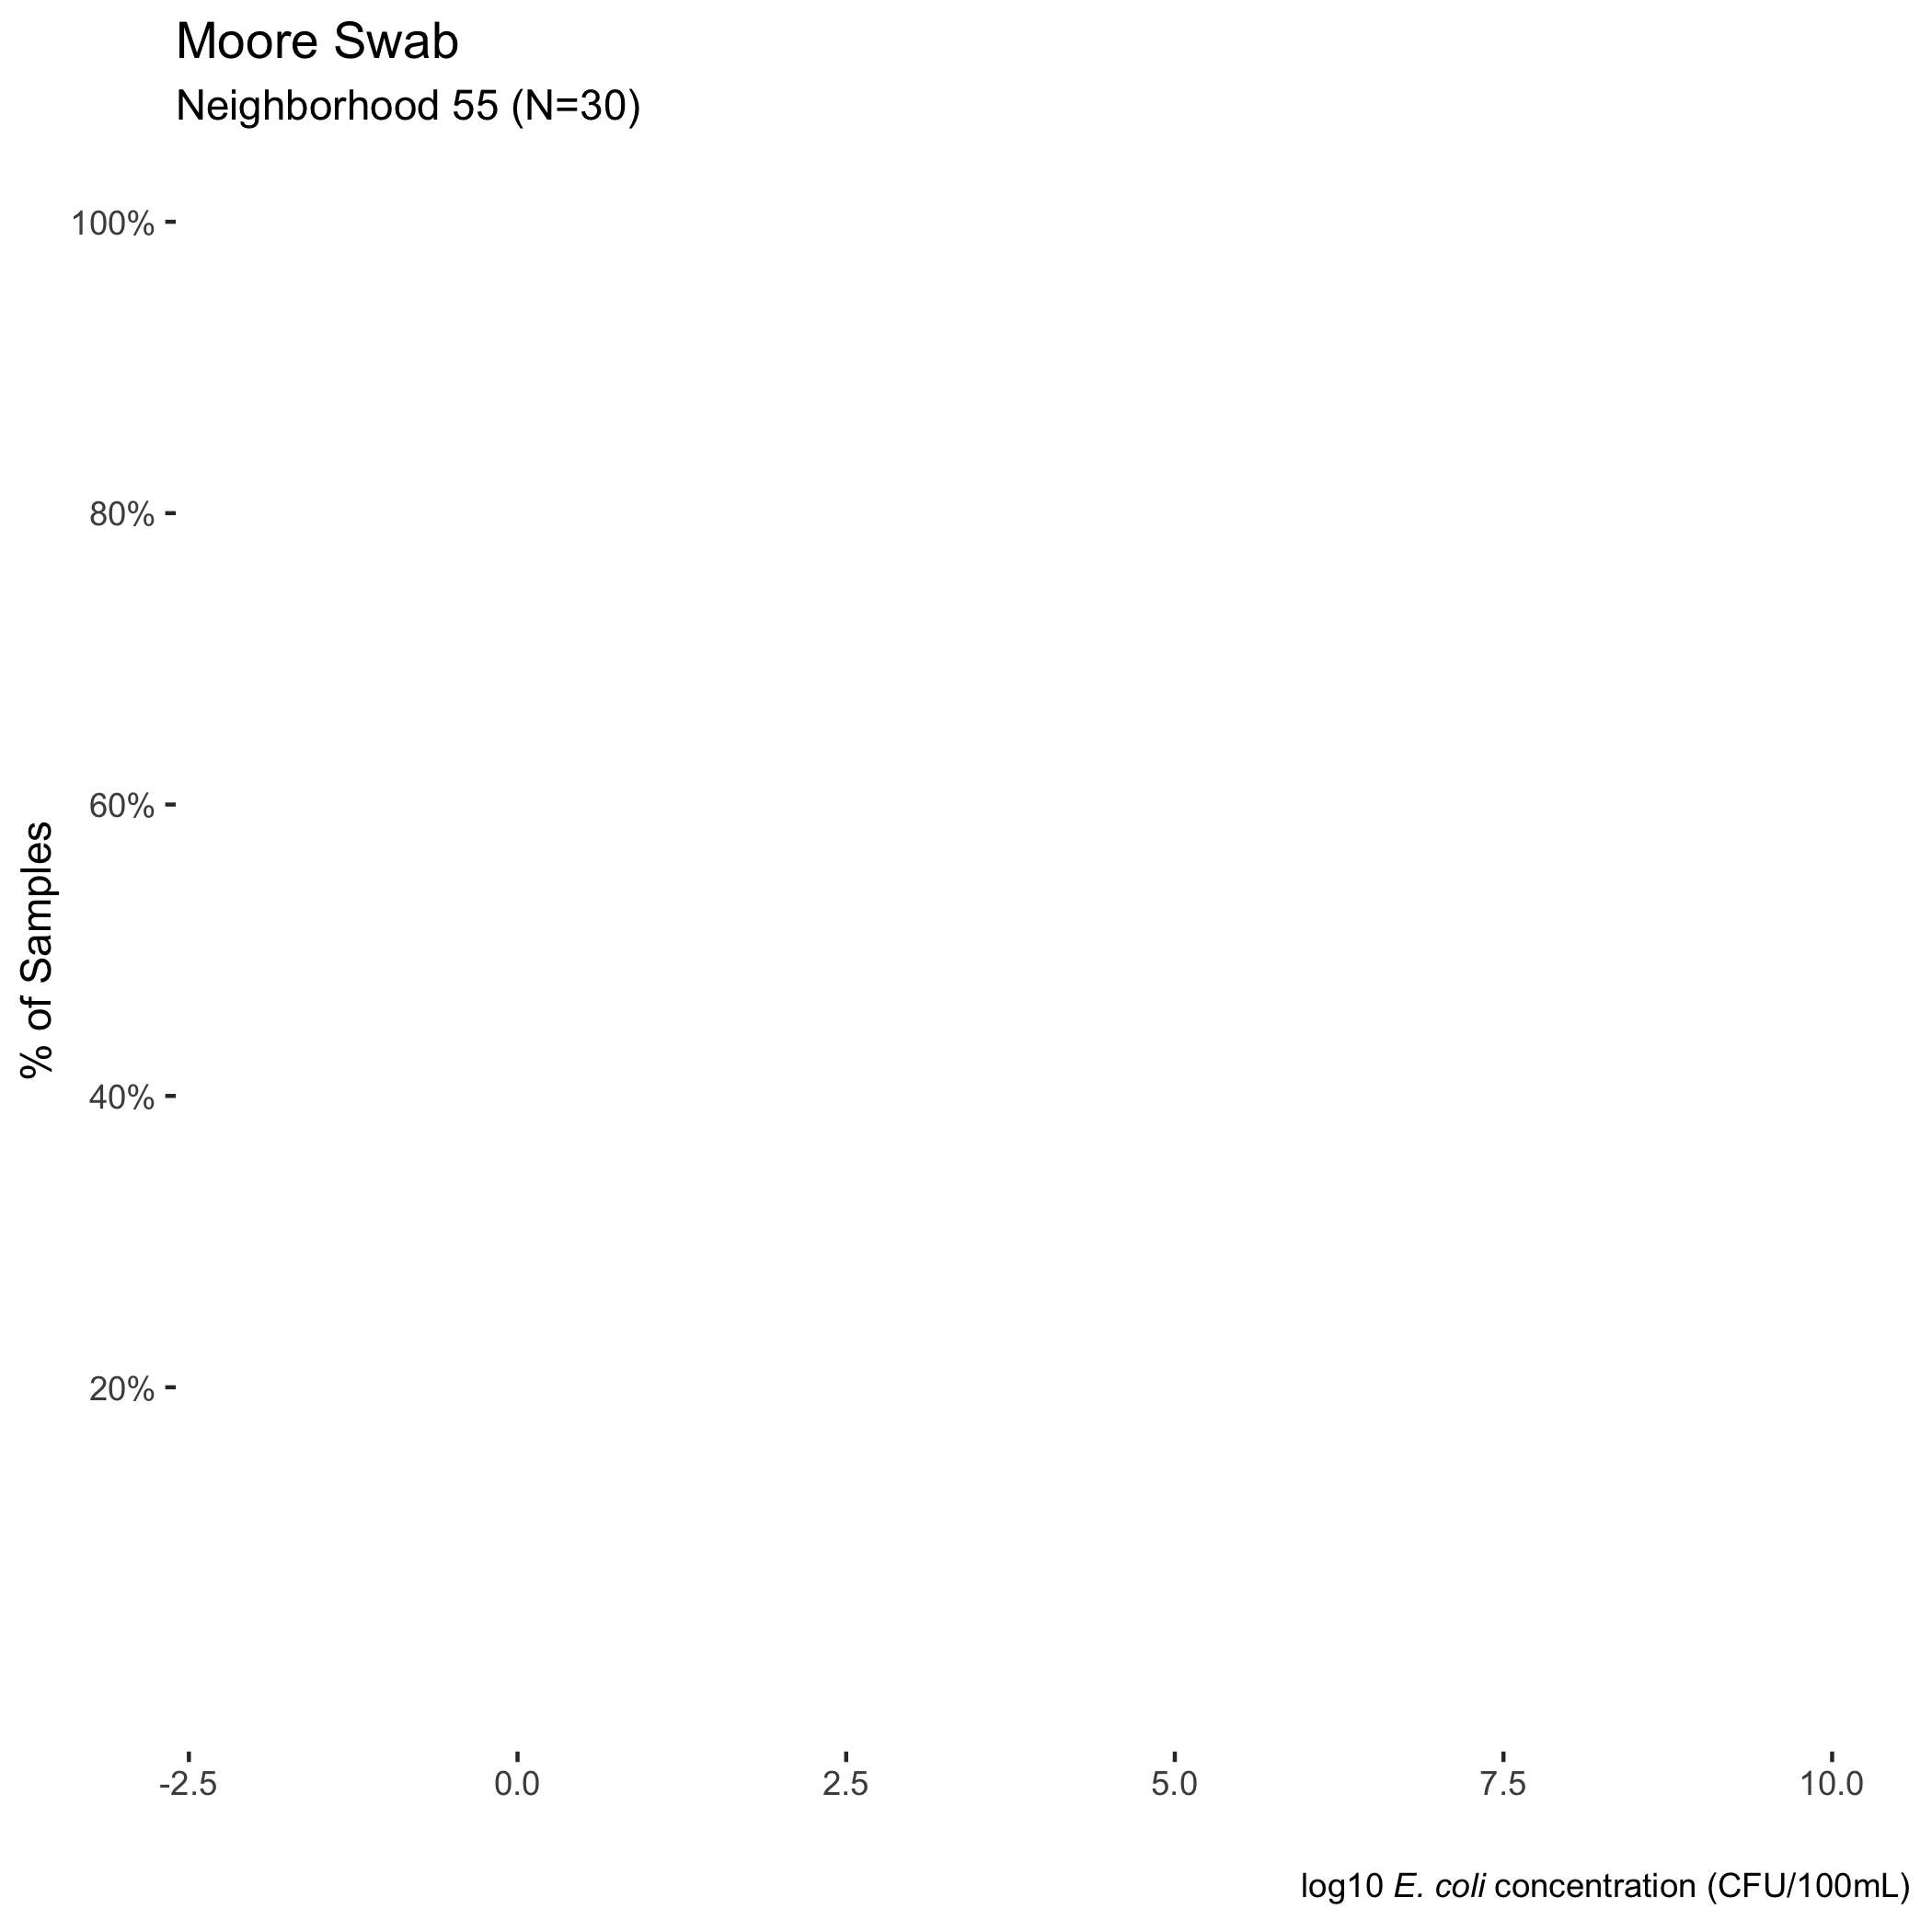 Moore Swab
Neighborhood 55 (N=30)
100%
80%
60%
40%
20%
% of Samples
-2.5 0.0 2.5 5.0 7.5 10.0
log10 E. coli concentration (CFU/100mL)